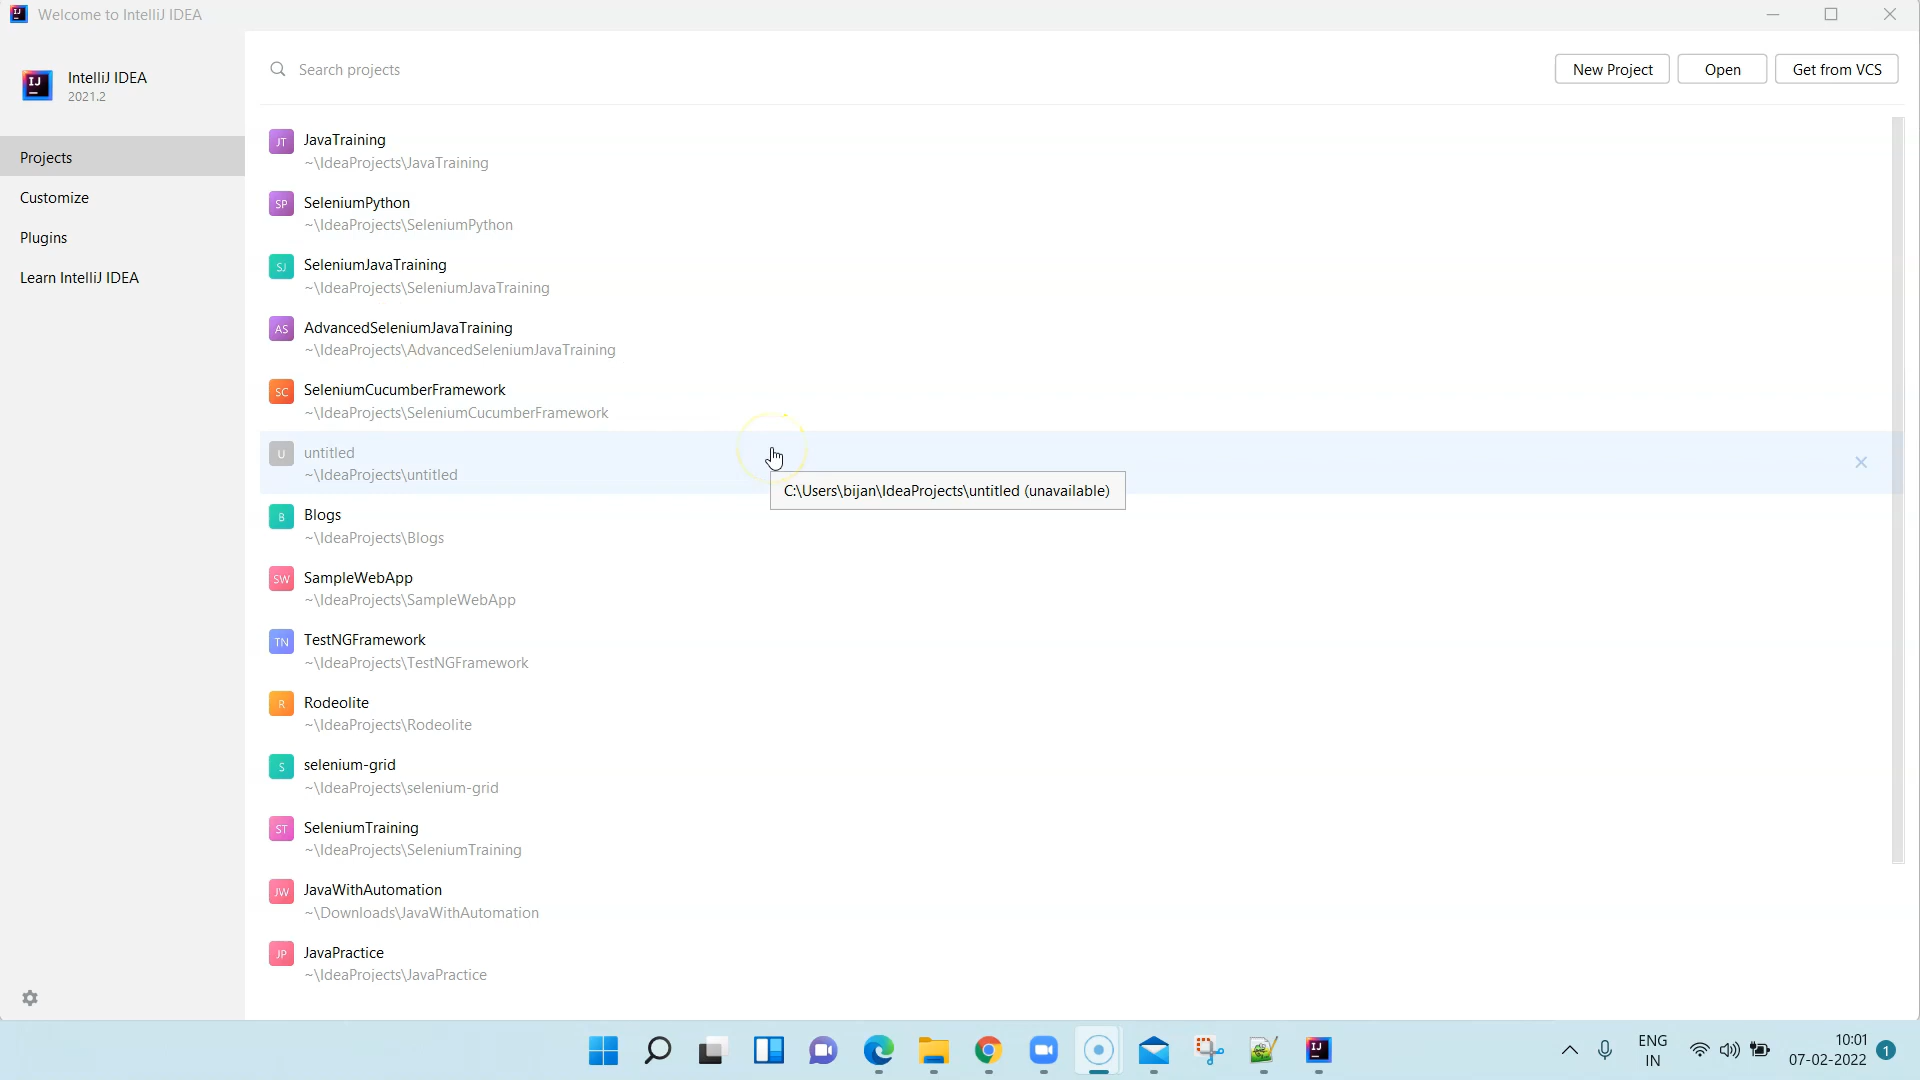 Welcome to IntelliJ IDEA
IntelliJ IDEA
2021.2
Projects
Customize
Plugins
Learn IntelliJ IDEA
Search projects
New Project
Open
Get from VCS
JT JavaTraining
~\IdeaProjects\JavaTraining
SP SeleniumPython
~\IdeaProjects\SeleniumPython
SJ SeleniumJavaTraining
~\IdeaProjects\SeleniumJavaTraining
AS AdvancedSeleniumJavaTraining
~\IdeaProjects\AdvancedSeleniumJavaTraining
SC SeleniumCucumberFramework
~\IdeaProjects\SeleniumCucumberFramework
U untitled
~\IdeaProjects\untitled
C:\Users\bijan\IdeaProjects\untitled (unavailable)
B Blogs
~\IdeaProjects\Blogs
SW SampleWebApp
~\IdeaProjects\SampleWebApp
TN TestNGFramework
~\IdeaProjects\TestNGFramework
R Rodeolite
~\IdeaProjects\Rodeolite
S selenium-grid
~\IdeaProjects\selenium-grid
ST SeleniumTraining
~\IdeaProjects\SeleniumTraining
JW JavaWithAutomation
~\Downloads\JavaWithAutomation
JP JavaPractice
~\IdeaProjects\JavaPractice
ENG
IN
10:01
07-02-2022
1